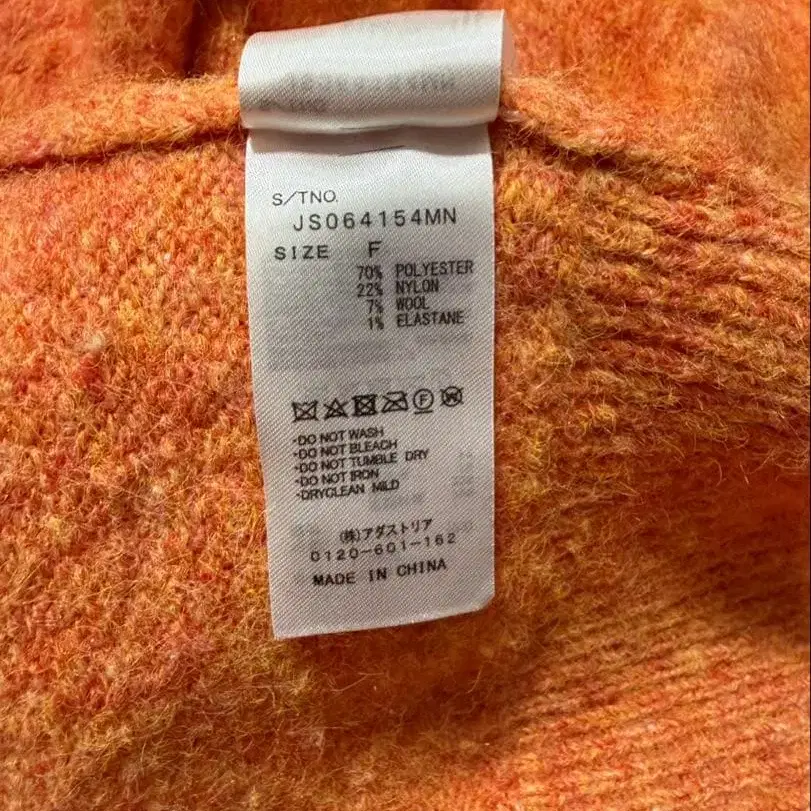 S/TNO.
JS064154MN
SIZE F
70% POLYESTER
22% NYLON
7% WOOL
1% ELASTANE
F W
·DO NOT WASH
·DO NOT BLEACH
·DO NOT TUMBLE DRY
·DO NOT IRON
·DRYCLEAN MILD
(株)アダストリア
0120-601-162
MADE IN CHINA